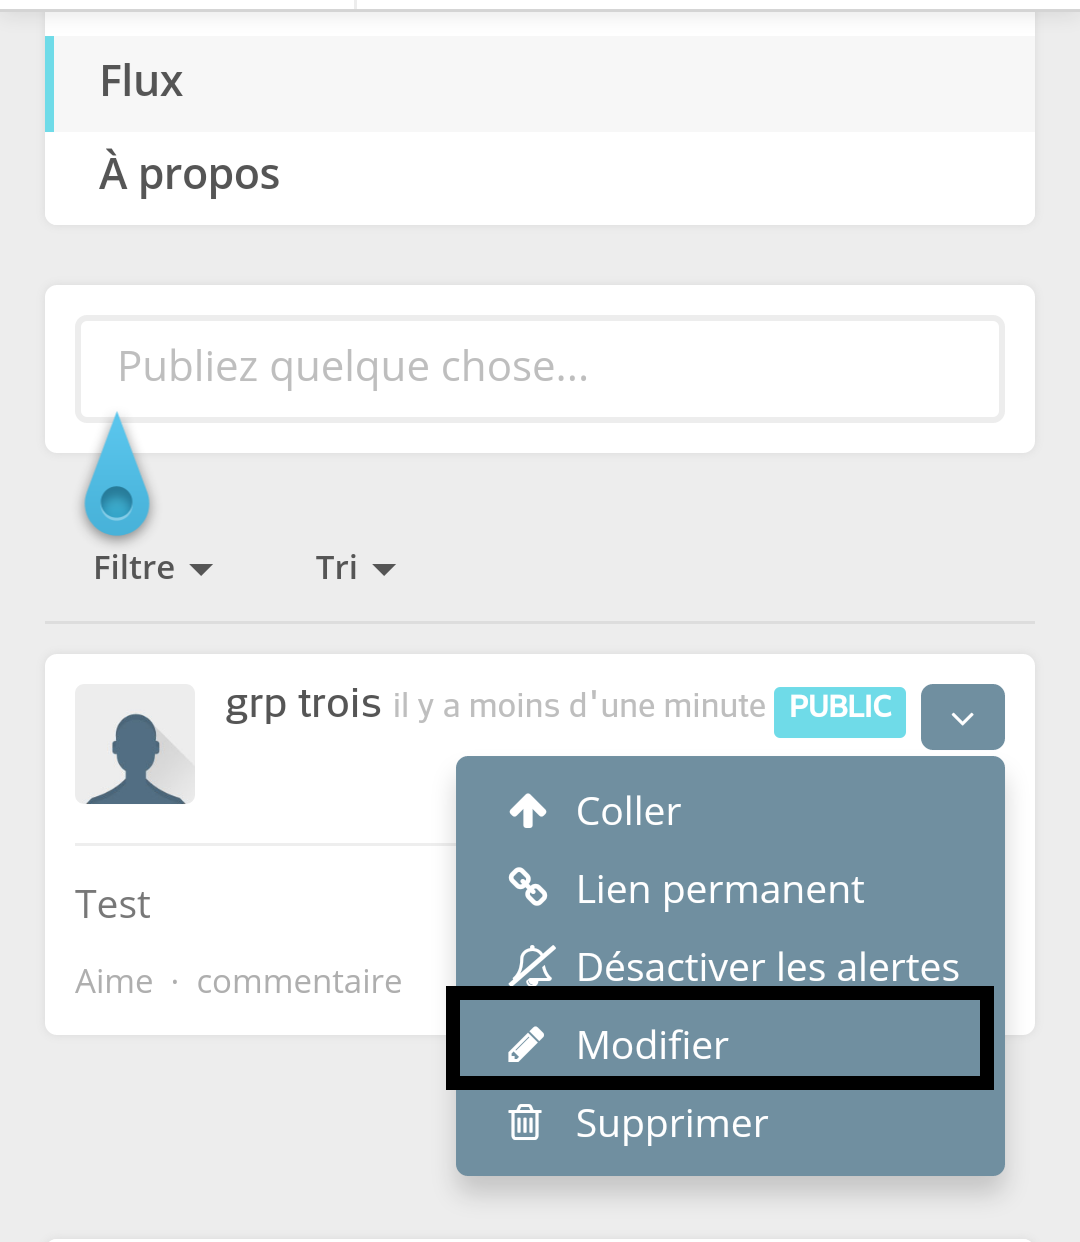 Flux
À propos
Publiez quelque chose...
Filtre Tri
grp trois il y a moins d'une minute PUBLIC
Coller
Lien permanent
Test
Désactiver les alertes
Aime · commentaire
Modifier
Supprimer